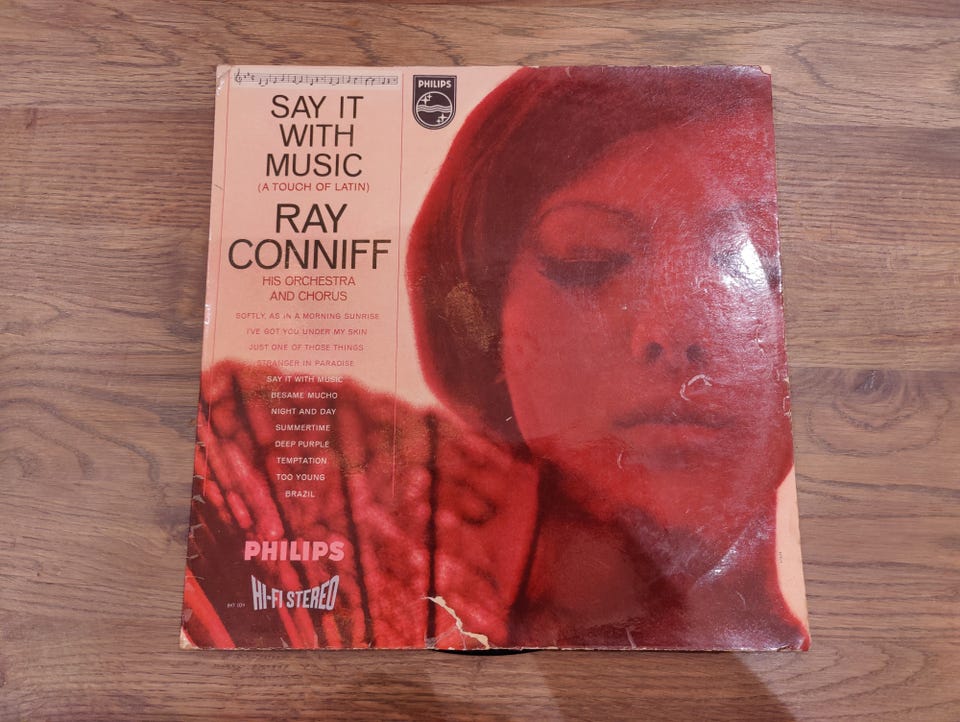 SAY IT
WITH
MUSIC
(A TOUCH OF LATIN)
RAY
CONNIFF
HIS ORCHESTRA
AND CHORUS
SOFTLY, AS IN A MORNING SUNRISE
I'VE GOT YOU UNDER MY SKIN
JUST ONE OF THOSE THINGS
STRANGER IN PARADISE
SAY IT WITH MUSIC
BESAME MUCHO
NIGHT AND DAY
SUMMERTIME
DEEP PURPLE
TEMPTATION
TOO YOUNG
BRAZIL
PHILIPS
HI-FI STEREO
PHILIPS